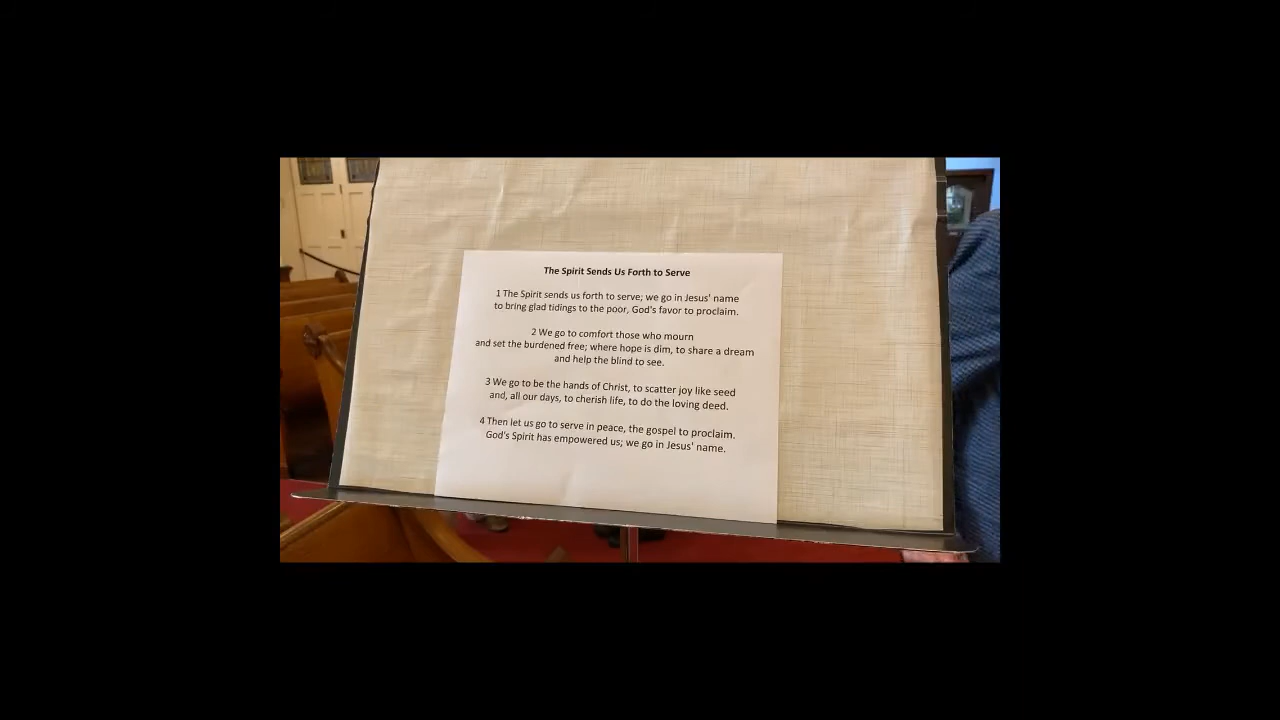 The Spirit Sends Us Forth to Serve
1 The Spirit sends us forth to serve; we go in Jesus' name
to bring glad tidings to the poor, God's favor to proclaim.
2 We go to comfort those who mourn
and set the burdened free; where hope is dim, to share a dream
and help the blind to see.
3 We go to be the hands of Christ, to scatter joy like seed
and, all our days, to cherish life, to do the loving deed.
4 Then let us go to serve in peace, the gospel to proclaim.
God's Spirit has empowered us; we go in Jesus' name.